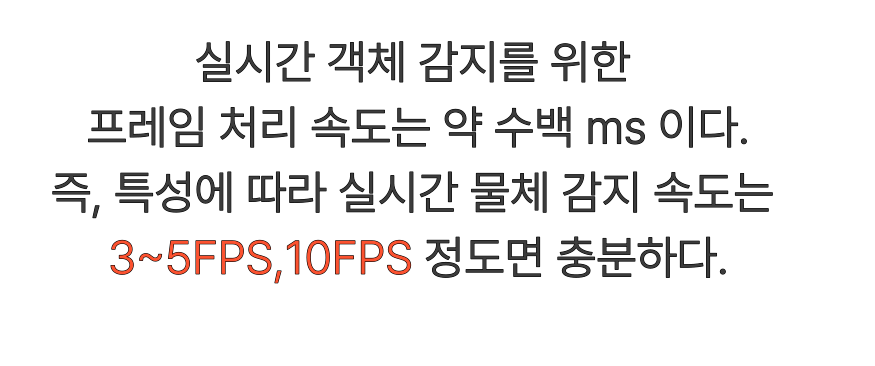 실시간 객체 감지를 위한
프레임 처리 속도는 약 수백 ms 이다.
즉, 특성에 따라 실시간 물체 감지 속도는
3~5FPS,10FPS 정도면 충분하다.